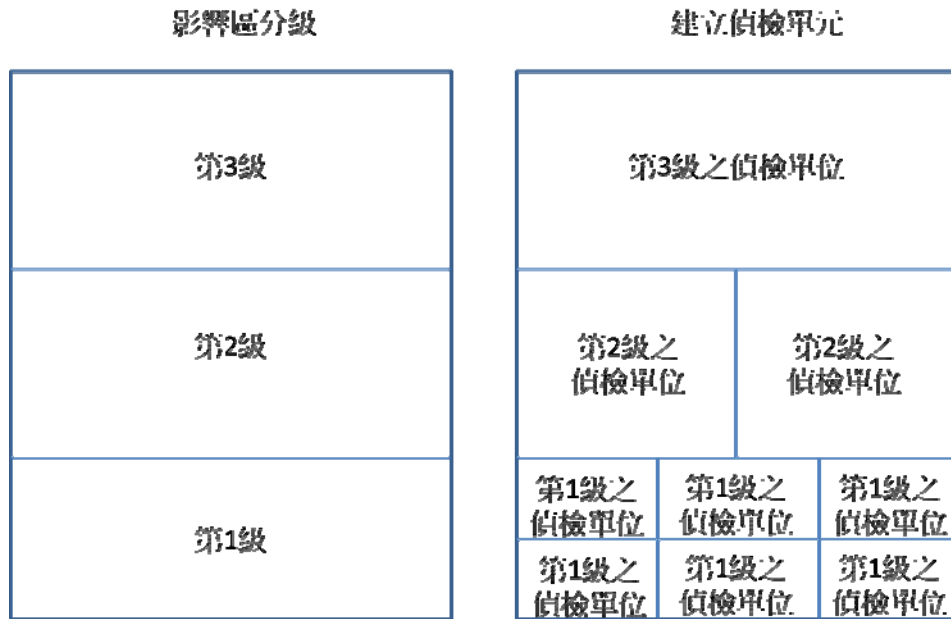 影響區分級
建立偵檢單元
第3級
第3級之偵檢單位
第2級
第2級之
偵檢單位
第2級之
偵檢單位
第1級
第1級之
偵檢單位
第1級之
偵檢單位
第1級之
偵檢單位
第1級之
偵檢單位
第1級之
偵檢單位
第1級之
偵檢單位